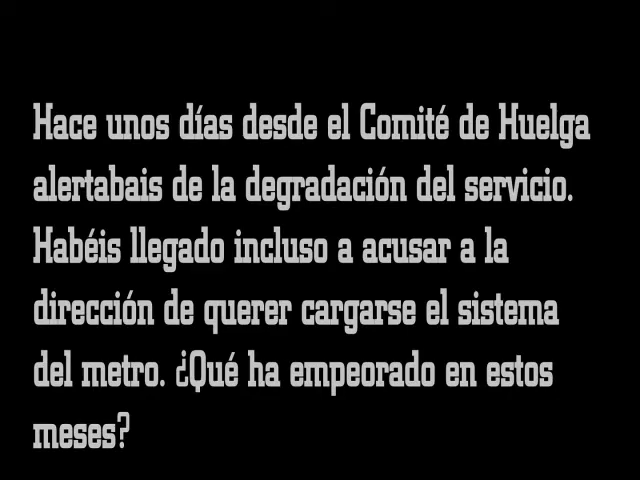 Hace unos días desde el Comité de Huelga
alertabais de la degradación del servicio.
Habéis llegado incluso a acusar a la
dirección de querer cargarse el sistema
del metro. ¿Qué ha empeorado en estos
meses?